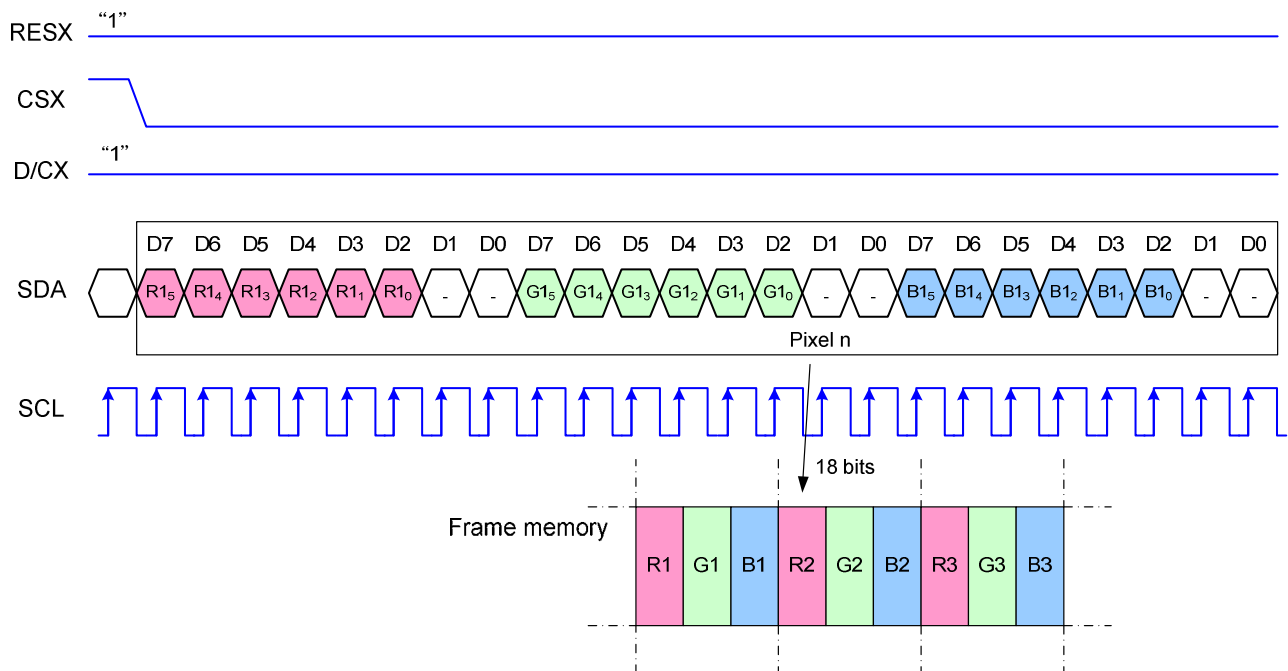 RESX “1”
CSX
D/CX “1”
D7 D6 D5 D4 D3 D2 D1 D0 D7 D6 D5 D4 D3 D2 D1 D0 D7 D6 D5 D4 D3 D2 D1 D0
SDA R1₅ R1₄ R1₃ R1₂ R1₁ R1₀ - - G1₅ G1₄ G1₃ G1₂ G1₁ G1₀ - - B1₅ B1₄ B1₃ B1₂ B1₁ B1₀ - -
Pixel n
SCL
18 bits
Frame memory
R1 G1 B1 R2 G2 B2 R3 G3 B3